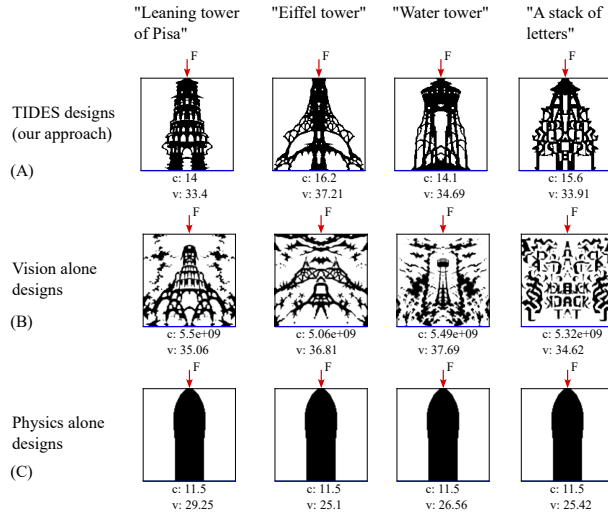 "Leaning tower of Pisa"
"Eiffel tower"
"Water tower"
"A stack of letters"
F F F F
TIDES designs (our approach)
(A)
c: 14 c: 16.2 c: 14.1 c: 15.6
v: 33.4 v: 37.21 v: 34.69 v: 33.91
F F F F
Vision alone designs
(B)
c: 5.5e+09 c: 5.06e+09 c: 5.49e+09 c: 5.32e+09
v: 35.06 v: 36.81 v: 37.69 v: 34.62
F F F F
Physics alone designs
(C)
c: 11.5 c: 11.5 c: 11.5 c: 11.5
v: 29.25 v: 25.1 v: 26.56 v: 25.42